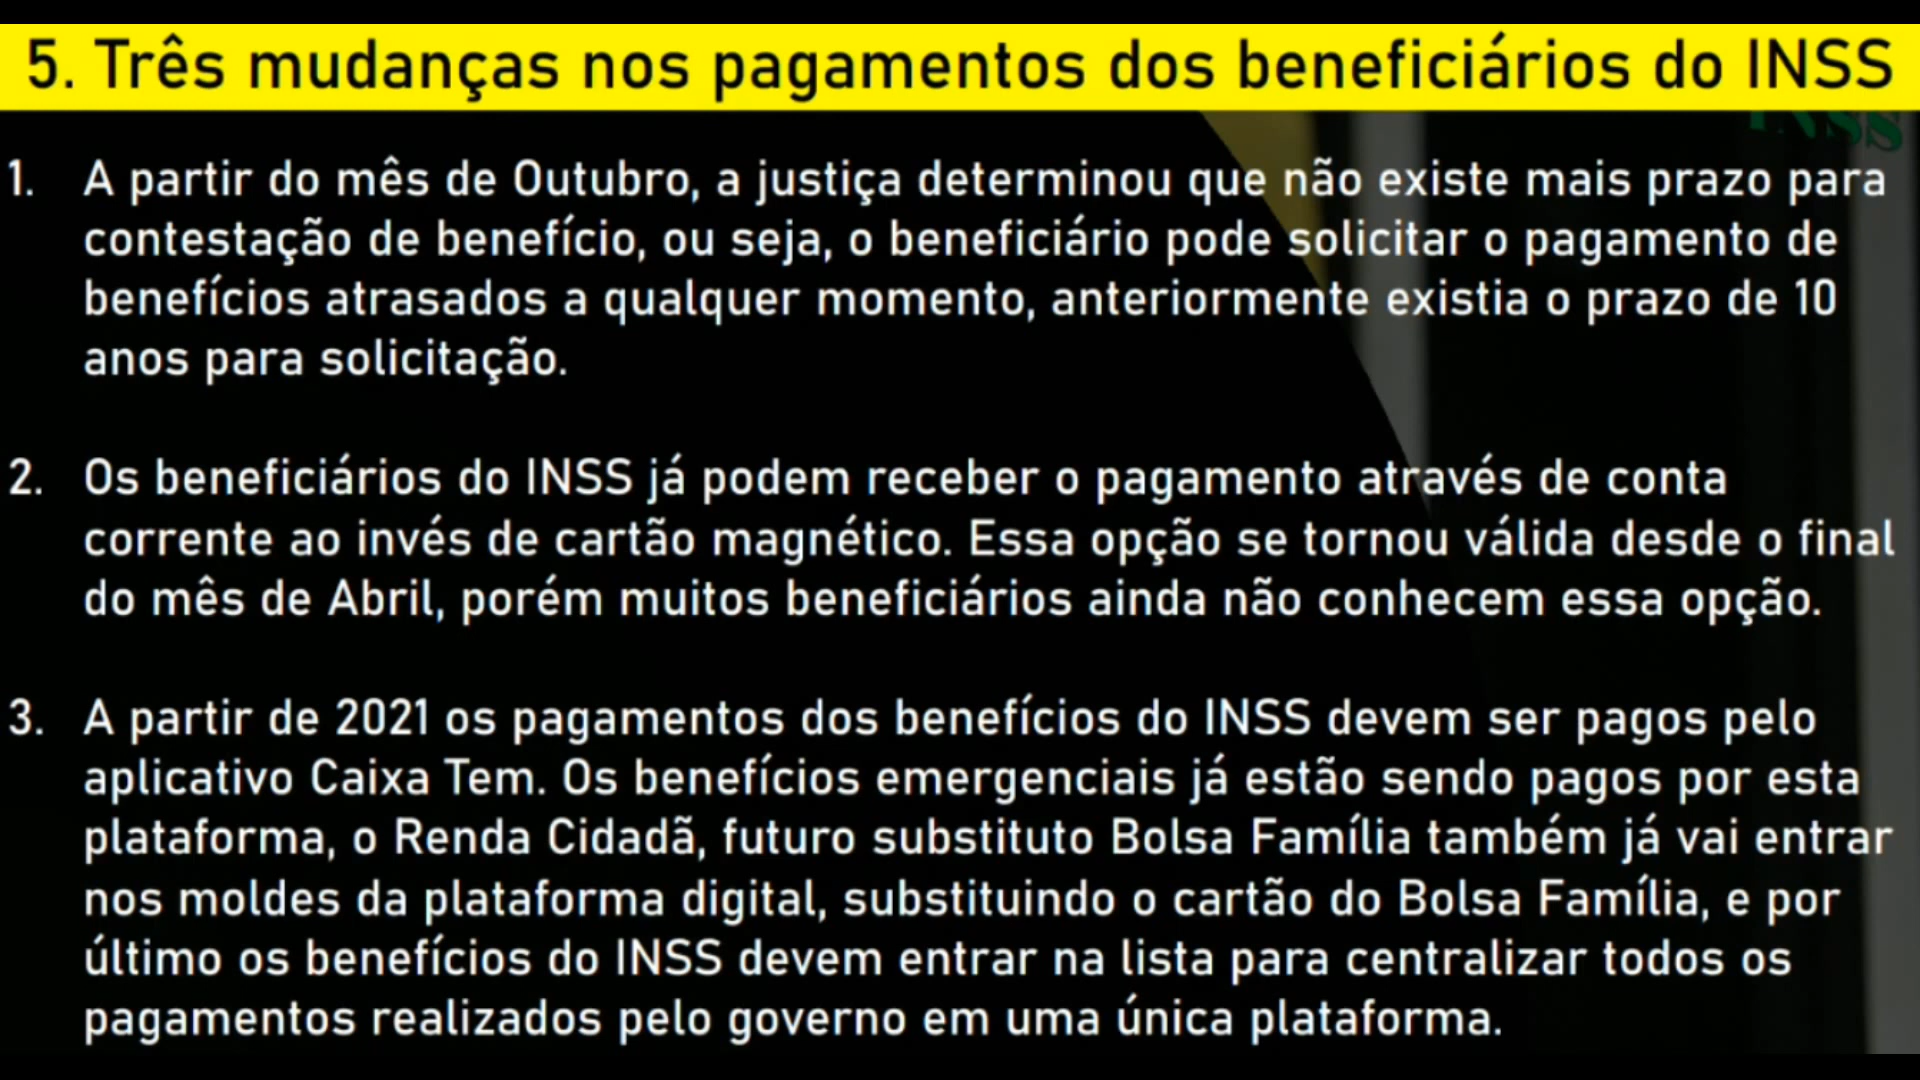 5. Três mudanças nos pagamentos dos beneficiários do INSS
INSS
1. A partir do mês de Outubro, a justiça determinou que não existe mais prazo para
contestação de benefício, ou seja, o beneficiário pode solicitar o pagamento de
benefícios atrasados a qualquer momento, anteriormente existia o prazo de 10
anos para solicitação.
2. Os beneficiários do INSS já podem receber o pagamento através de conta
corrente ao invés de cartão magnético. Essa opção se tornou válida desde o final
do mês de Abril, porém muitos beneficiários ainda não conhecem essa opção.
3. A partir de 2021 os pagamentos dos benefícios do INSS devem ser pagos pelo
aplicativo Caixa Tem. Os benefícios emergenciais já estão sendo pagos por esta
plataforma, o Renda Cidadã, futuro substituto Bolsa Família também já vai entrar
nos moldes da plataforma digital, substituindo o cartão do Bolsa Família, e por
último os benefícios do INSS devem entrar na lista para centralizar todos os
pagamentos realizados pelo governo em uma única plataforma.